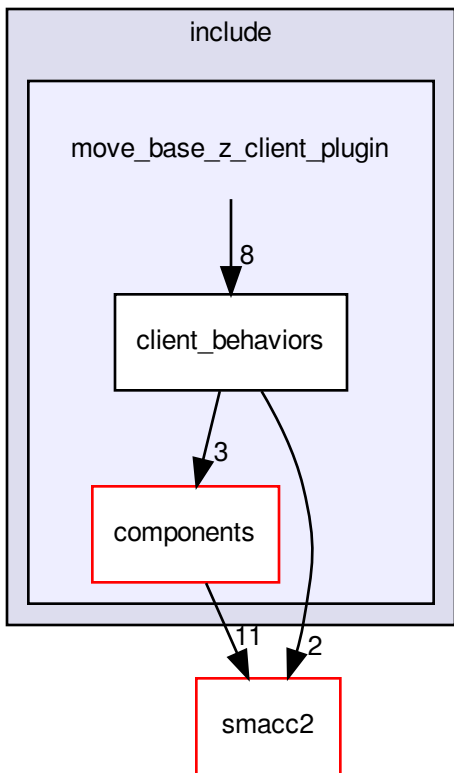 include
move_base_z_client_plugin
8
client_behaviors
3
components
11
2
smacc2